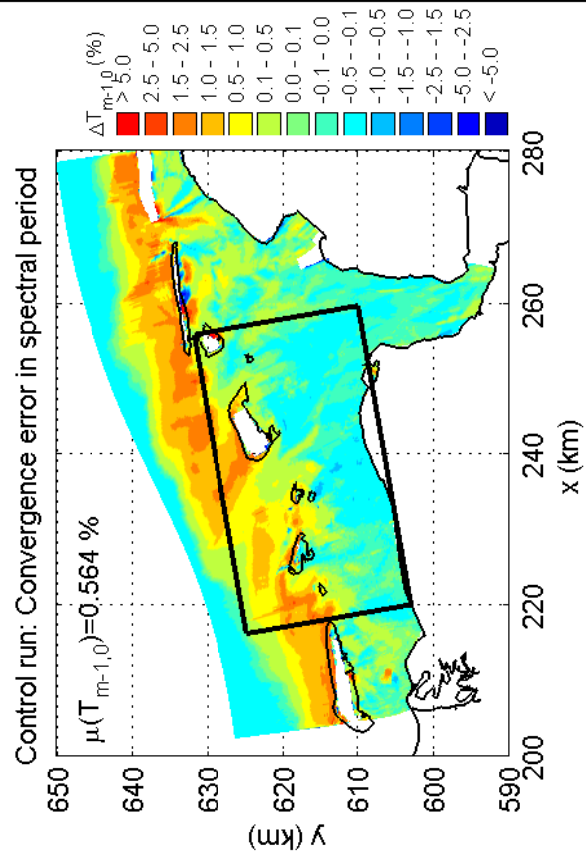 Control run: Convergence error in spectral period
μ(Tm-1,0)=0.564 %
650
640
630
620
610
600
590
y (km)
200
220
240
260
280
x (km)
ΔTm-1,0 (%)
> 5.0
2.5 - 5.0
1.5 - 2.5
1.0 - 1.5
0.5 - 1.0
0.1 - 0.5
0.0 - 0.1
-0.1 - 0.0
-0.5 - -0.1
-1.0 - -0.5
-1.5 - -1.0
-2.5 - -1.5
-5.0 - -2.5
< -5.0